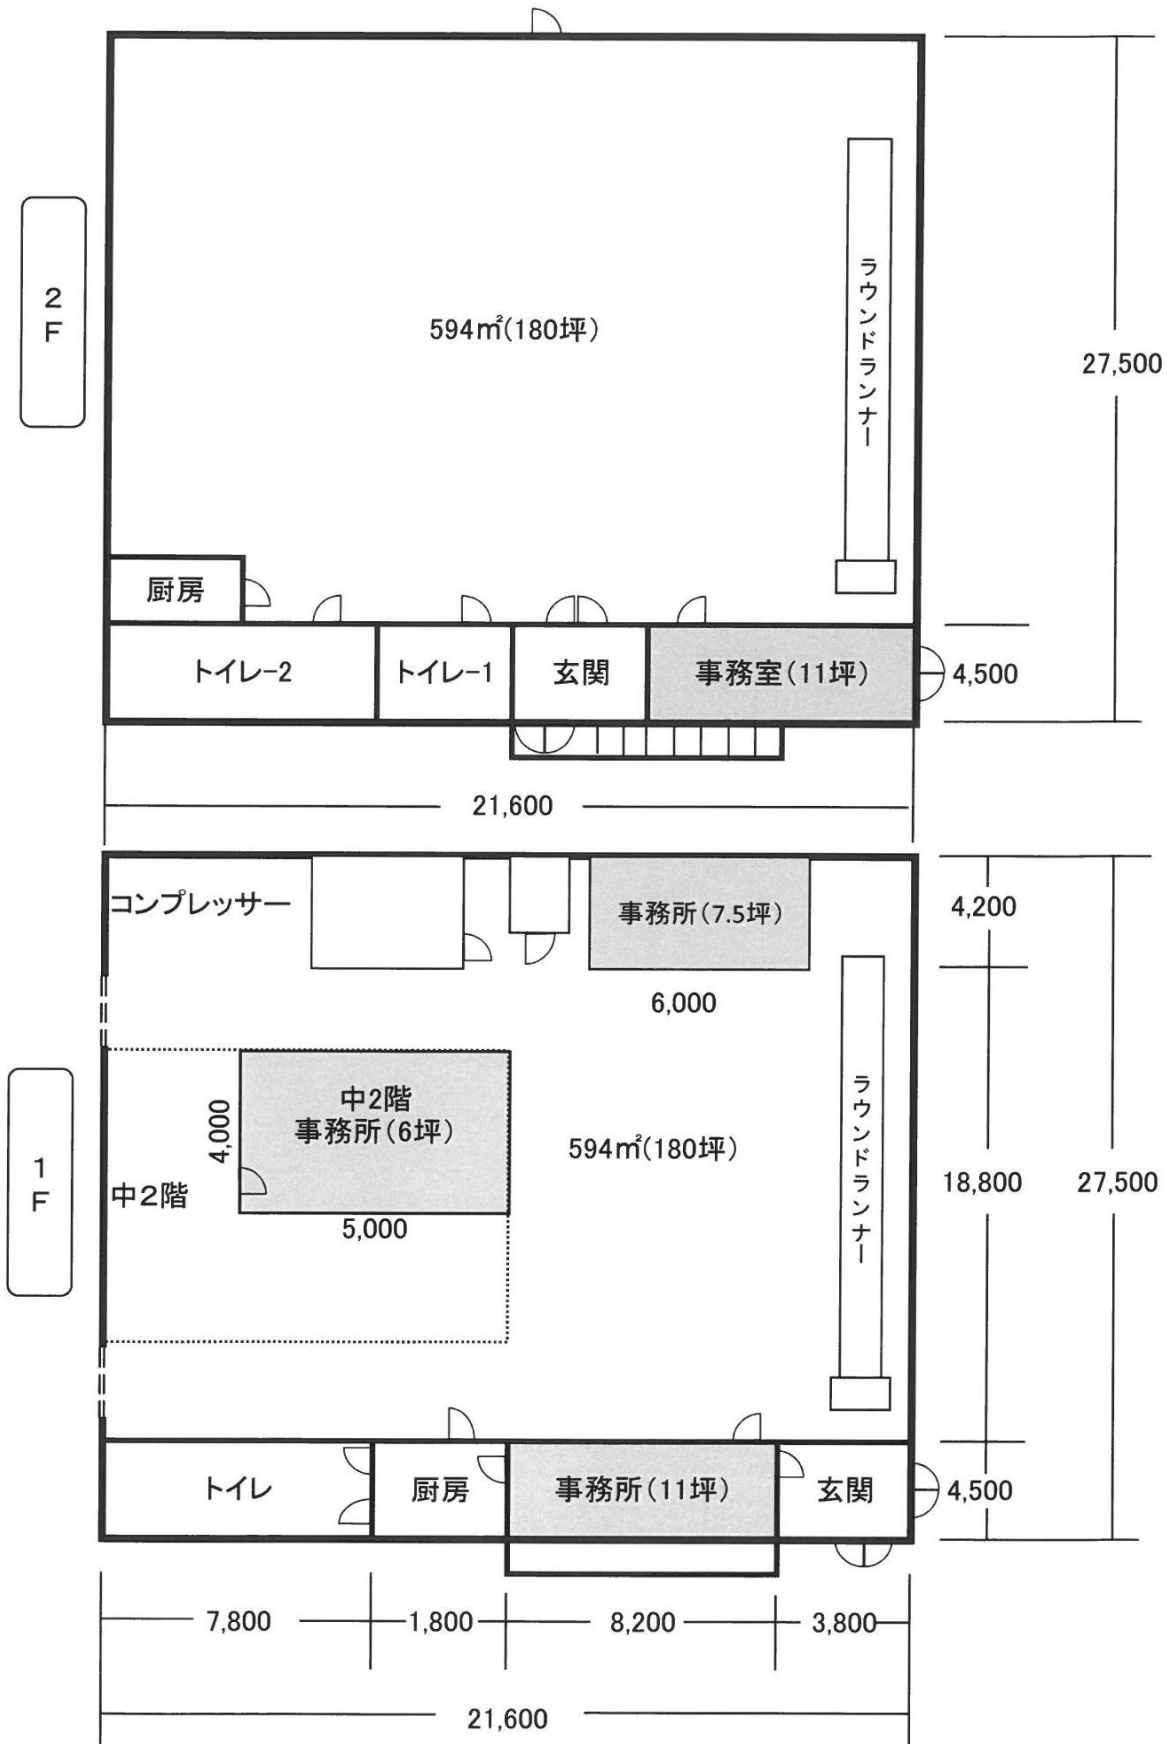 2F
594㎡(180坪)
ラウンドランナー
27,500
厨房
トイレ-2
トイレ-1
玄関
事務室(11坪)
4,500
21,600
1F
コンプレッサー
事務所(7.5坪)
4,200
6,000
中2階
事務所(6坪)
4,000
5,000
中2階
594㎡(180坪)
ラウンドランナー
18,800
27,500
トイレ
厨房
事務所(11坪)
玄関
4,500
7,800
1,800
8,200
3,800
21,600